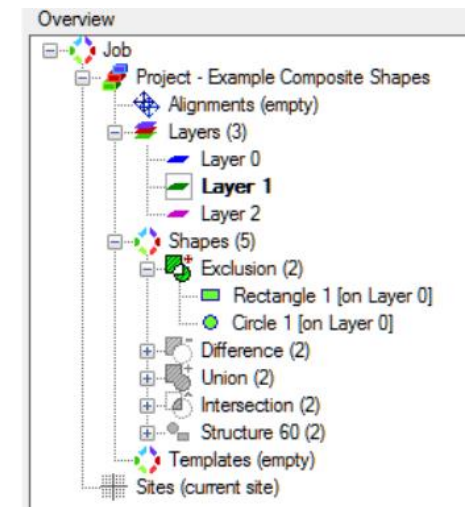 Overview
Job
Project - Example Composite Shapes
Alignments (empty)
Layers (3)
Layer 0
Layer 1
Layer 2
Shapes (5)
Exclusion (2)
Rectangle 1 [on Layer 0]
Circle 1 [on Layer 0]
Difference (2)
Union (2)
Intersection (2)
Structure 60 (2)
Templates (empty)
Sites (current site)